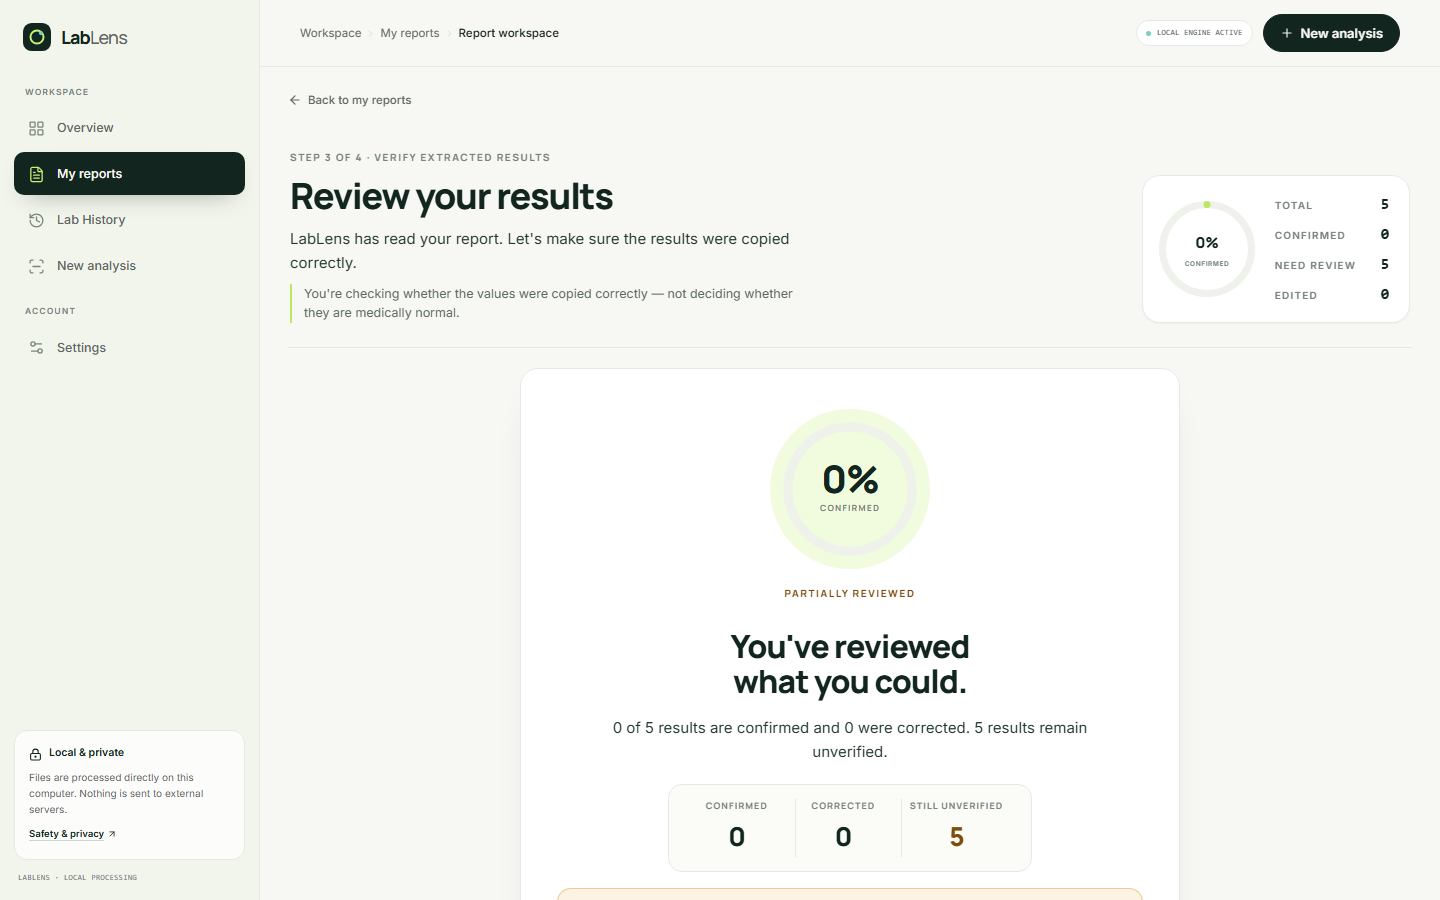 LabLens
WORKSPACE
Overview
My reports
Lab History
New analysis
ACCOUNT
Settings
Local & private
Files are processed directly on this
computer. Nothing is sent to external
servers.
Safety & privacy
LABLENS · LOCAL PROCESSING
Workspace
My reports
Report workspace
LOCAL ENGINE ACTIVE
New analysis
Back to my reports
STEP 3 OF 4 · VERIFY EXTRACTED RESULTS
Review your results
LabLens has read your report. Let's make sure the results were copied
correctly.
You're checking whether the values were copied correctly — not deciding whether
they are medically normal.
0%
CONFIRMED
TOTAL 5
CONFIRMED 0
NEED REVIEW 5
EDITED 0
0%
CONFIRMED
PARTIALLY REVIEWED
You've reviewed
what you could.
0 of 5 results are confirmed and 0 were corrected. 5 results remain
unverified.
CONFIRMED
0
CORRECTED
0
STILL UNVERIFIED
5